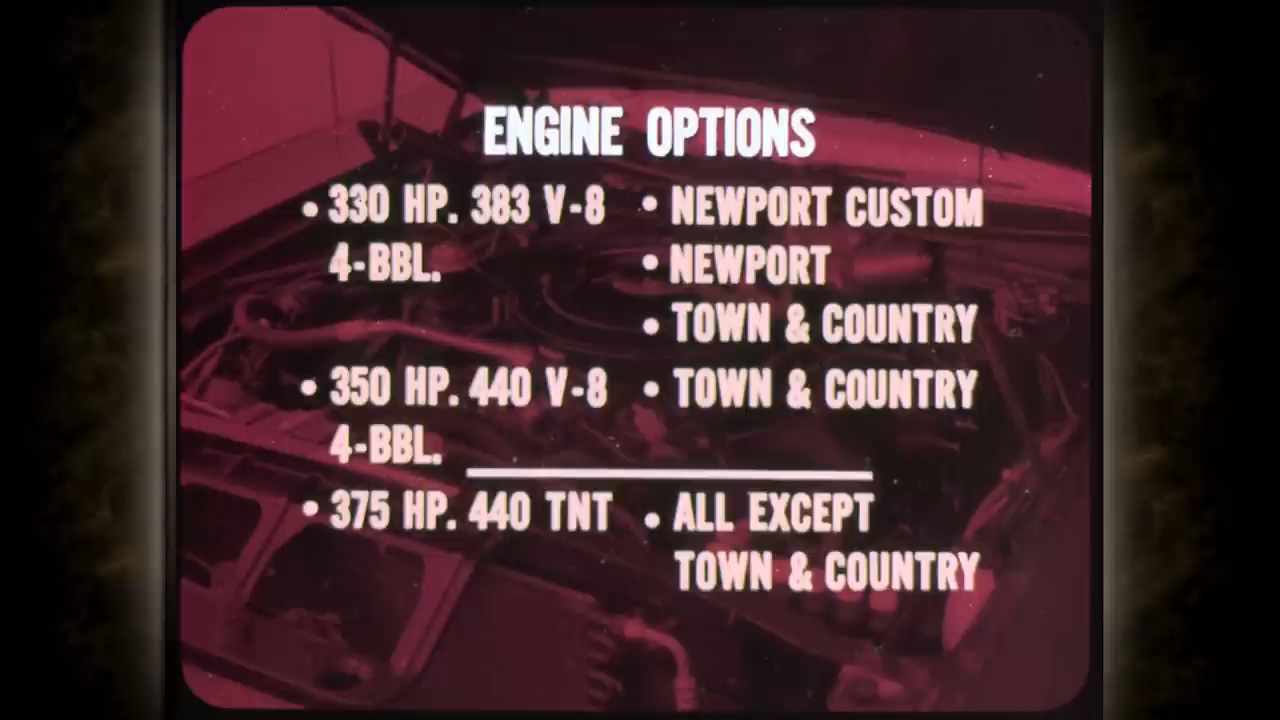 ENGINE OPTIONS
• 330 HP. 383 V-8 • NEWPORT CUSTOM
4-BBL. • NEWPORT
• TOWN & COUNTRY
• 350 HP. 440 V-8 • TOWN & COUNTRY
4-BBL.
• 375 HP. 440 TNT • ALL EXCEPT
TOWN & COUNTRY